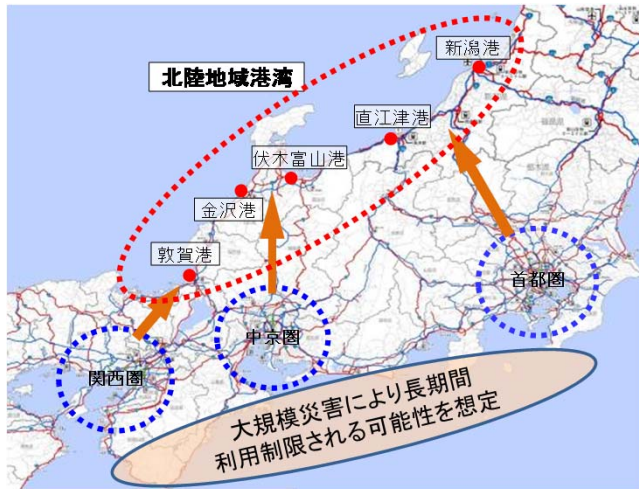 新潟港
北陸地域港湾
直江津港
伏木富山港
金沢港
敦賀港
首都圏
中京圏
関西圏
大規模災害により長期間
利用制限される可能性を想定